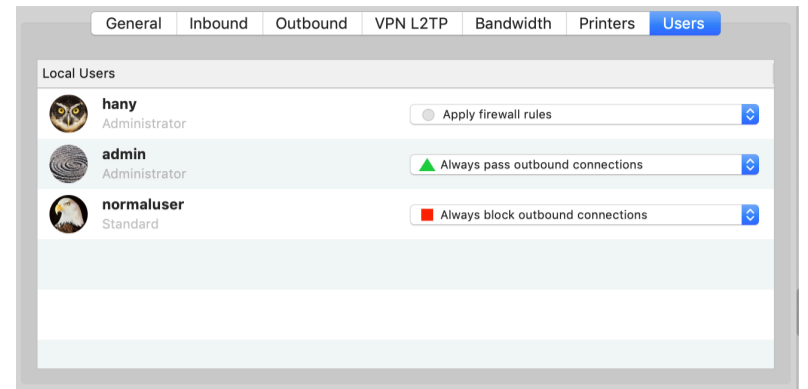 General Inbound Outbound VPN L2TP Bandwidth Printers Users
Local Users
hany
Administrator
Apply firewall rules
admin
Administrator
Always pass outbound connections
normaluser
Standard
Always block outbound connections